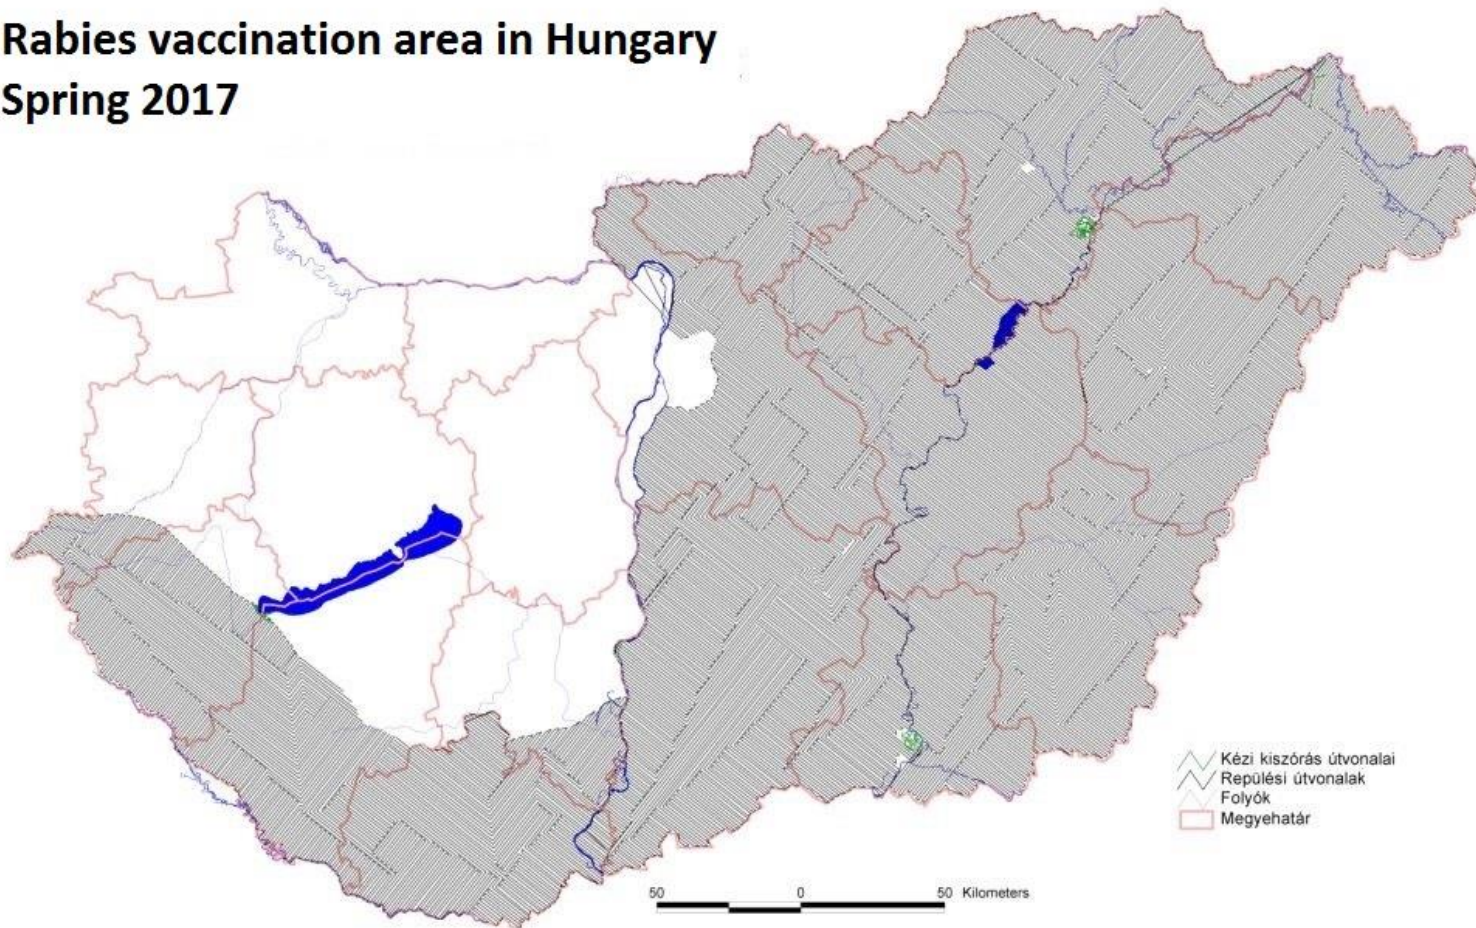 Rabies vaccination area in Hungary
Spring 2017
Kézi kiszórás útvonalai
Repülési útvonalak
Folyók
Megyehatár
50 0 50 Kilometers